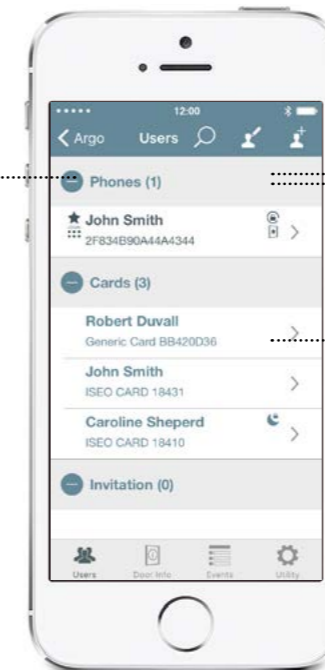 12:00
Argo Users
Phones (1)
John Smith
2F834B90A44A4344
Cards (3)
Robert Duvall
Generic Card BB420D36
John Smith
ISEO CARD 18431
Caroline Sheperd
ISEO CARD 18410
Invitation (0)
Users Door Info Events Utility